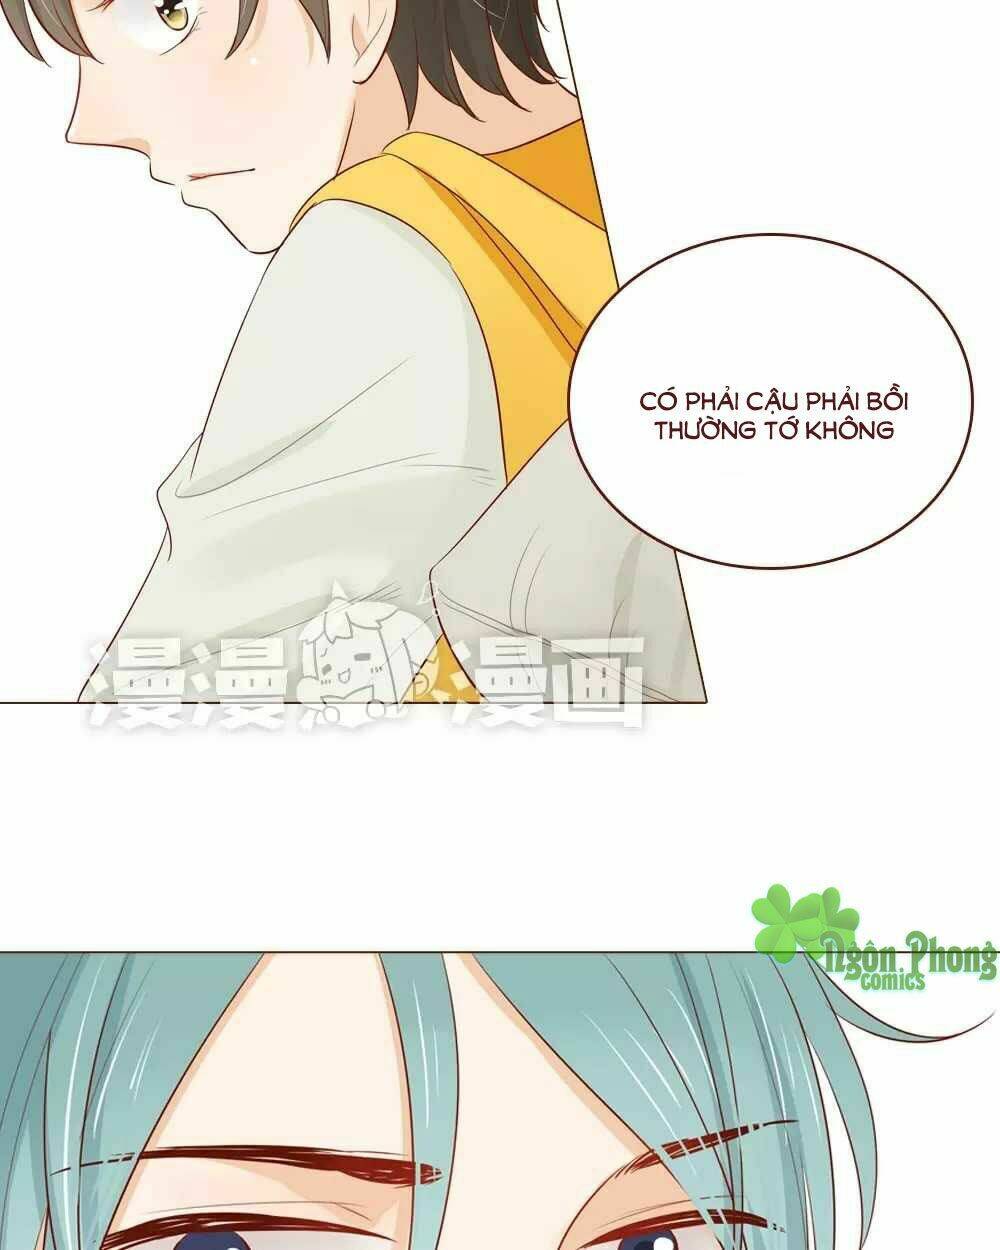 CÓ PHẢI CẬU PHẢI BỒI
THƯỜNG TỚ KHÔNG
漫漫漫画
Ngôn Phong
comics